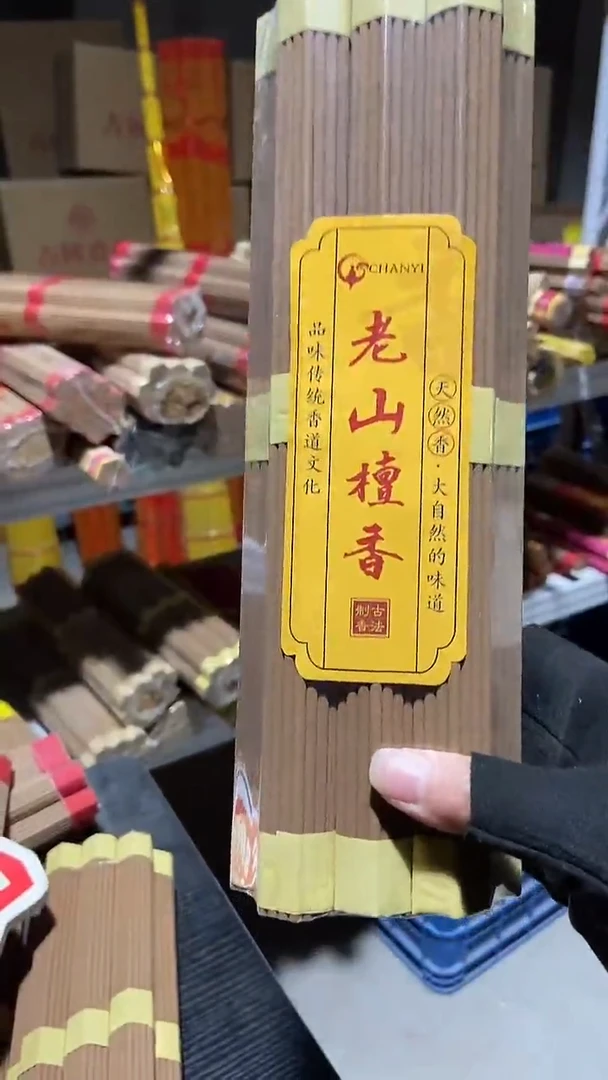 CHANYI
天然香·大自然的味道
老山檀香
品味传统香道文化
古法
制香